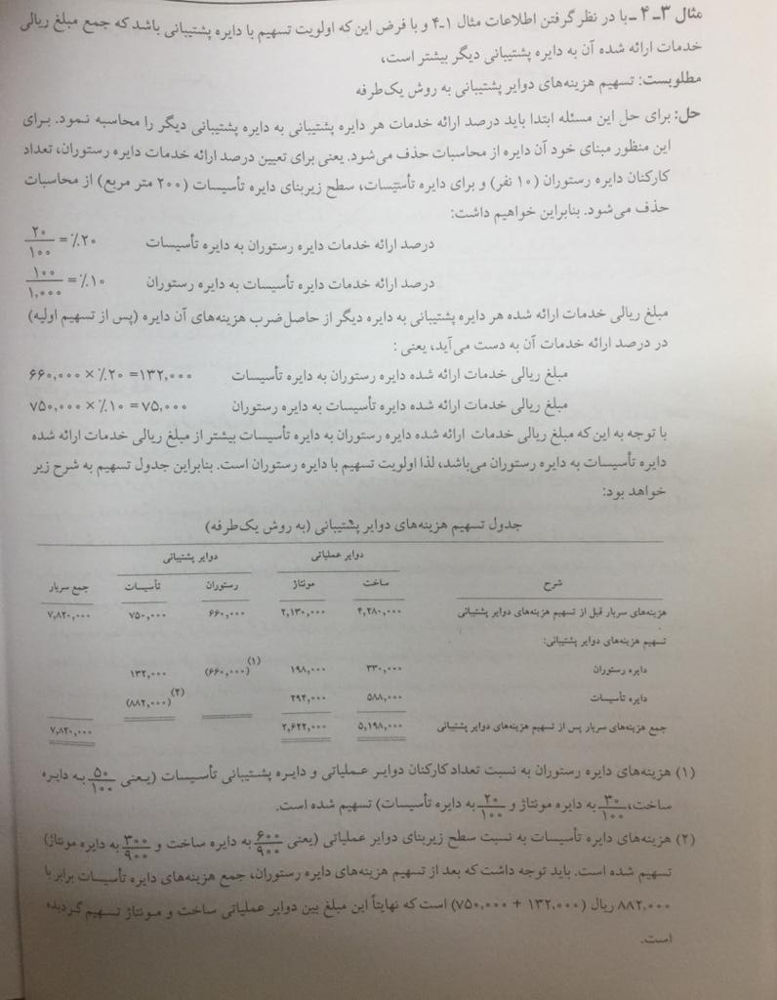 مثال ۳ـ۴ـ با در نظر گرفتن اطلاعات مثال ۱ـ۴ و با فرض این که اولویت تسهیم با دایره پشتیبانی باشد که جمع مبلغ ریالی
خدمات ارائه شده آن به دایره پشتیبانی دیگر بیشتر است،
مطلوبست: تسهیم هزینه‌های دوایر پشتیبانی به روش یک‌طرفه
حل: برای حل این مسئله ابتدا باید درصد ارائه خدمات هر دایره پشتیبانی به دایره پشتیبانی دیگر را محاسبه نمود. برای
این منظور مبنای خود آن دایره از محاسبات حذف می‌شود. یعنی برای تعیین درصد ارائه خدمات دایره رستوران، تعداد
کارکنان دایره رستوران (۱۰ نفر) و برای دایره تأسیسات، سطح زیربنای دایره تأسیسات (۲۰۰ متر مربع) از محاسبات
حذف می‌شود. بنابراین خواهیم داشت:
درصد ارائه خدمات دایره رستوران به دایره تأسیسات ۲۰/۱۰۰ = ٪۲۰
درصد ارائه خدمات دایره تأسیسات به دایره رستوران ۱۰۰/۱,۰۰۰ = ٪۱۰
مبلغ ریالی خدمات ارائه شده هر دایره پشتیبانی به دایره دیگر از حاصل‌ضرب هزینه‌های آن دایره (پس از تسهیم اولیه)
در درصد ارائه خدمات آن به دست می‌آید، یعنی :
مبلغ ریالی خدمات ارائه شده دایره رستوران به دایره تأسیسات ۶۶۰,۰۰۰ × ٪۲۰ = ۱۳۲,۰۰۰
مبلغ ریالی خدمات ارائه شده دایره تأسیسات به دایره رستوران ۷۵۰,۰۰۰ × ٪۱۰ = ۷۵,۰۰۰
با توجه به این که مبلغ ریالی خدمات ارائه شده دایره رستوران به دایره تأسیسات بیشتر از مبلغ ریالی خدمات ارائه شده
دایره تأسیسات به دایره رستوران می‌باشد، لذا اولویت تسهیم با دایره رستوران است. بنابراین جدول تسهیم به شرح زیر
خواهد بود:
جدول تسهیم هزینه‌های دوایر پشتیبانی (به روش یک‌طرفه)
دوایر عملیاتی دوایر پشتیبانی
شرح ساخت مونتاژ رستوران تأسیسات جمع سربار
هزینه‌های سربار قبل از تسهیم هزینه‌های دوایر پشتیبانی ۴,۲۸۰,۰۰۰ ۲,۱۳۰,۰۰۰ ۶۶۰,۰۰۰ ۷۵۰,۰۰۰ ۷,۸۲۰,۰۰۰
تسهیم هزینه‌های دوایر پشتیبانی:
دایره رستوران ۳۳۰,۰۰۰ ۱۹۸,۰۰۰ (۶۶۰,۰۰۰)(۱) ۱۳۲,۰۰۰
دایره تأسیسات ۵۸۸,۰۰۰ ۲۹۴,۰۰۰ (۸۸۲,۰۰۰)(۲)
جمع هزینه‌های سربار پس از تسهیم هزینه‌های دوایر پشتیبانی ۵,۱۹۸,۰۰۰ ۲,۶۲۲,۰۰۰ ۷,۸۲۰,۰۰۰
(۱) هزینه‌های دایره رستوران به نسبت تعداد کارکنان دوایر عملیاتی و دایره پشتیبانی تأسیسات (یعنی ۵۰/۱۰۰ به دایره
ساخت، ۳۰/۱۰۰ به دایره مونتاژ و ۲۰/۱۰۰ به دایره تأسیسات) تسهیم شده است.
(۲) هزینه‌های دایره تأسیسات به نسبت سطح زیربنای دوایر عملیاتی (یعنی ۶۰۰/۹۰۰ به دایره ساخت و ۳۰۰/۹۰۰ به دایره مونتاژ)
تسهیم شده است. باید توجه داشت که بعد از تسهیم هزینه‌های دایره رستوران، جمع هزینه‌های دایره تأسیسات برابر با
۸۸۲,۰۰۰ ریال (۱۳۲,۰۰۰ + ۷۵۰,۰۰۰) است که نهایتاً این مبلغ بین دوایر عملیاتی ساخت و مونتاژ تسهیم گردیده
است.